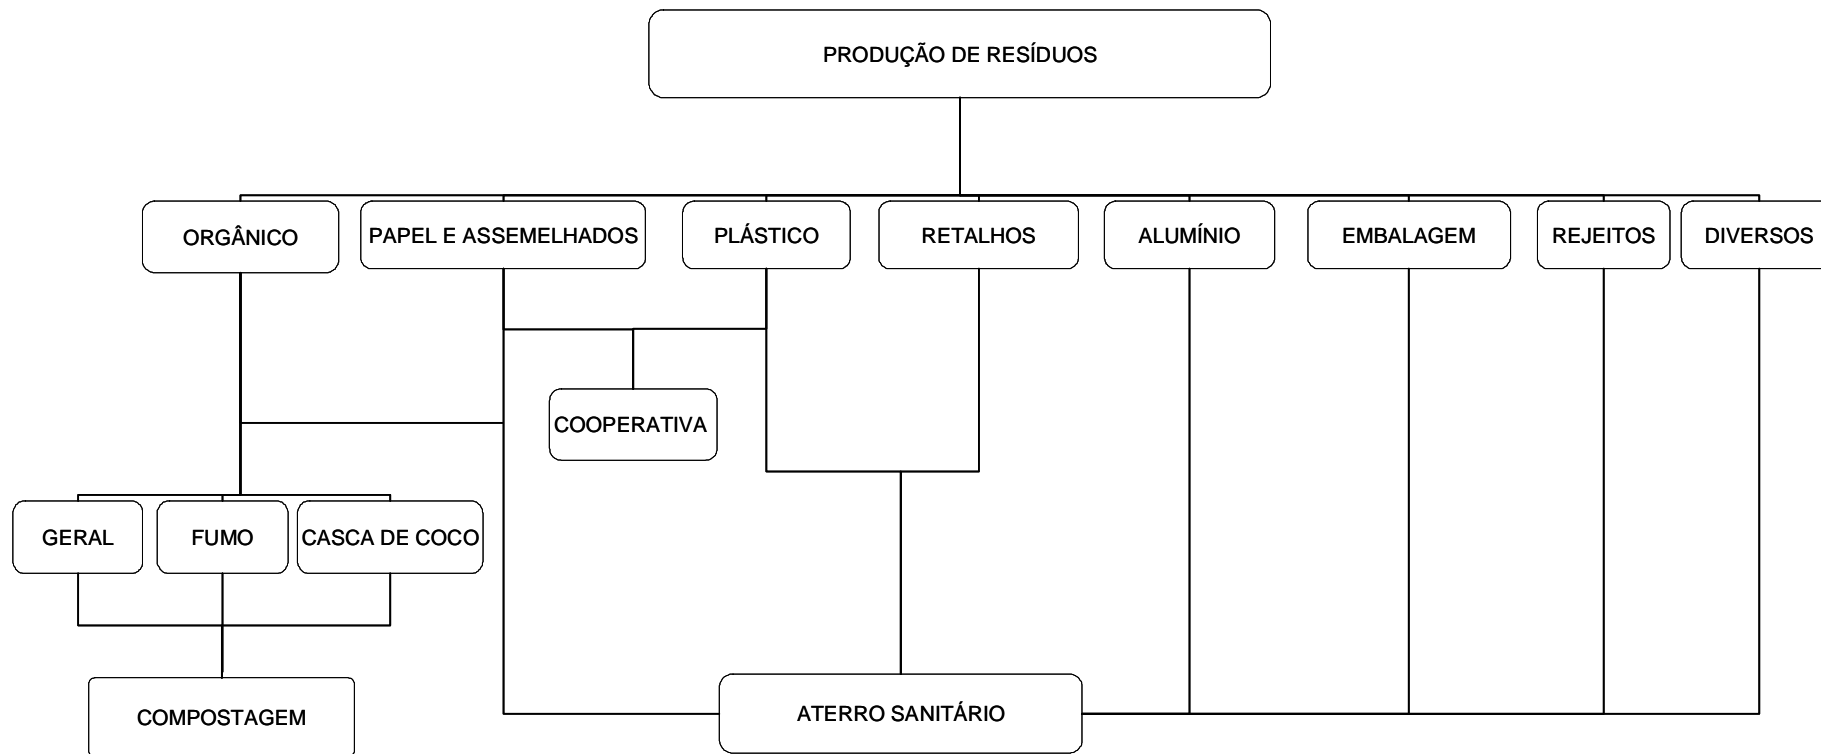 PRODUÇÃO DE RESÍDUOS
ORGÂNICO
PAPEL E ASSEMELHADOS
PLÁSTICO
RETALHOS
ALUMÍNIO
EMBALAGEM
REJEITOS
DIVERSOS
COOPERATIVA
GERAL
FUMO
CASCA DE COCO
COMPOSTAGEM
ATERRO SANITÁRIO